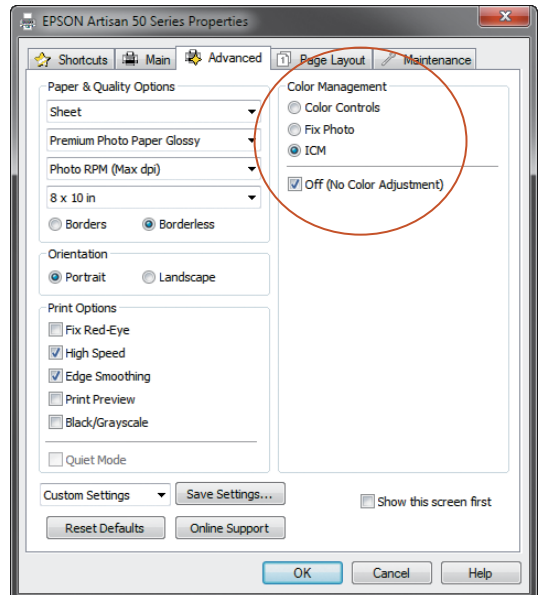 EPSON Artisan 50 Series Properties
Shortcuts Main Advanced 1 Page Layout Maintenance
Paper & Quality Options
Sheet
Premium Photo Paper Glossy
Photo RPM (Max dpi)
8 x 10 in
Borders Borderless
Orientation
Portrait Landscape
Print Options
Fix Red-Eye
High Speed
Edge Smoothing
Print Preview
Black/Grayscale
Quiet Mode
Color Management
Color Controls
Fix Photo
ICM
Off (No Color Adjustment)
Custom Settings Save Settings...
Show this screen first
Reset Defaults Online Support
OK Cancel Help